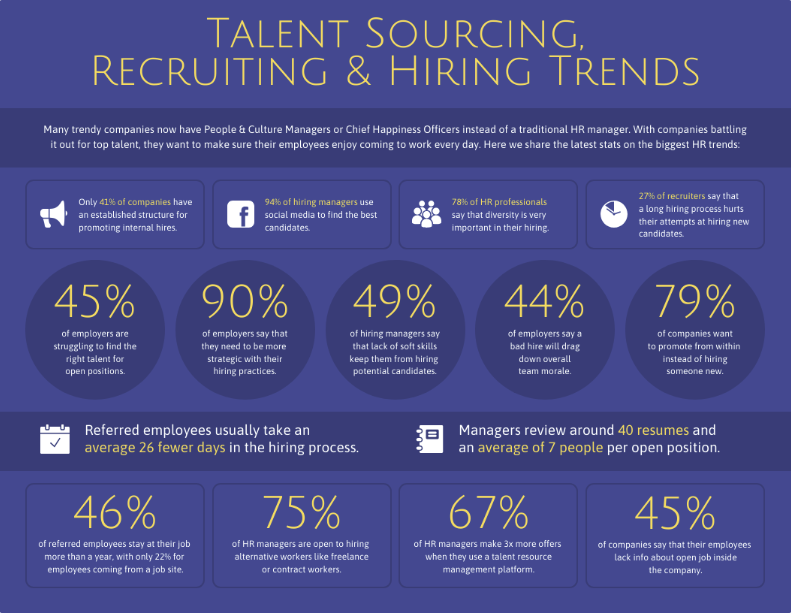 TALENT SOURCING,
RECRUITING & HIRING TRENDS
Many trendy companies now have People & Culture Managers or Chief Happiness Officers instead of a traditional HR manager. With companies battling
it out for top talent, they want to make sure their employees enjoy coming to work every day. Here we share the latest stats on the biggest HR trends:
Only 41% of companies have
an established structure for
promoting internal hires.
94% of hiring managers use
social media to find the best
candidates.
78% of HR professionals
say that diversity is very
important in their hiring.
27% of recruiters say that
a long hiring process hurts
their attempts at hiring new
candidates.
45%
of employers are
struggling to find the
right talent for
open positions.
90%
of employers say that
they need to be more
strategic with their
hiring practices.
49%
of hiring managers say
that lack of soft skills
keep them from hiring
potential candidates.
44%
of employers say a
bad hire will drag
down overall
team morale.
79%
of companies want
to promote from within
instead of hiring
someone new.
Referred employees usually take an
average 26 fewer days in the hiring process.
Managers review around 40 resumes and
an average of 7 people per open position.
46%
of referred employees stay at their job
more than a year, with only 22% for
employees coming from a job site.
75%
of HR managers are open to hiring
alternative workers like freelance
or contract workers.
67%
of HR managers make 3x more offers
when they use a talent resource
management platform.
45%
of companies say that their employees
lack info about open job inside
the company.